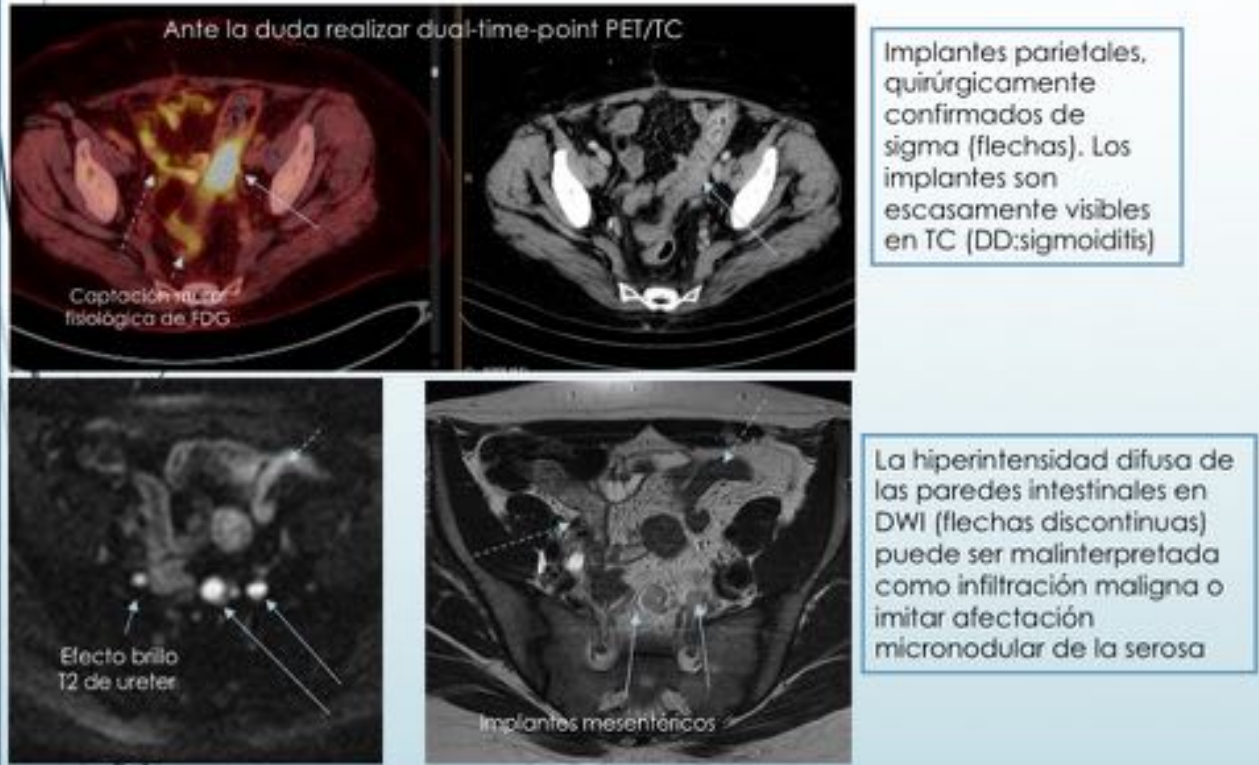 Ante la duda realizar dual-time-point PET/TC
Captación mural
fisiológica de FDG
Implantes parietales,
quirúrgicamente
confirmados de
sigma (flechas). Los
implantes son
escasamente visibles
en TC (DD:sigmoiditis)
Efecto brillo
T2 de ureter
Implantes mesentéricos
La hiperintensidad difusa de
las paredes intestinales en
DWI (flechas discontinuas)
puede ser malinterpretada
como infiltración maligna o
imitar afectación
micronodular de la serosa